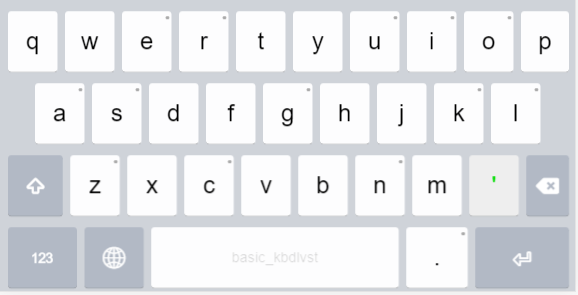 q w e r t y u i o p
a s d f g h j k l
z x c v b n m '
123 basic_kbdlvst .